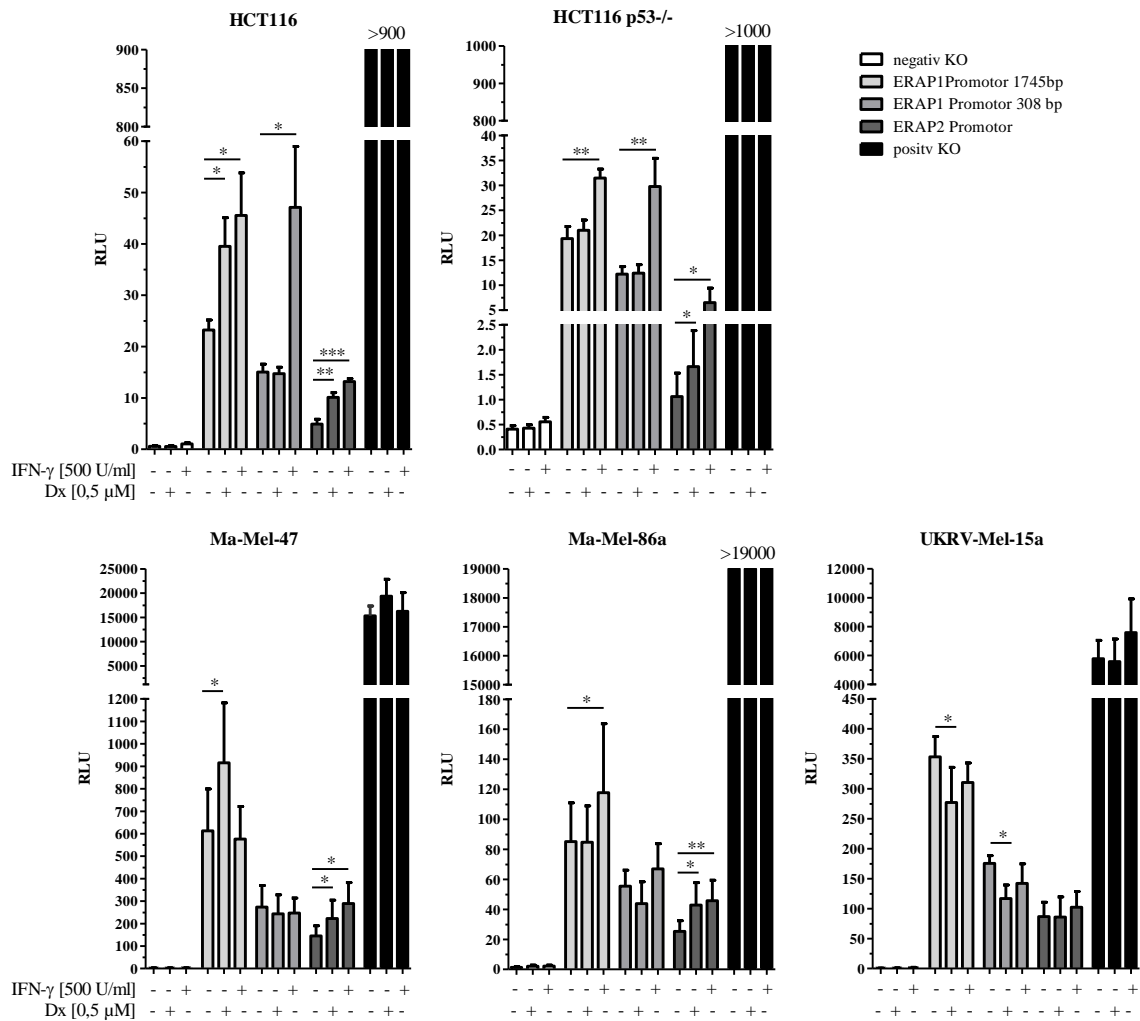 HCT116
HCT116 p53-/-
>900
>1000
negativ KO
ERAP1Promotor 1745bp
ERAP1 Promotor 308 bp
ERAP2 Promotor
positv KO
RLU
900
875
850
825
800
60
50
40
30
20
10
0
* * * ** ***
RLU
1000
950
900
850
800
40
35
30
25
20
15
10
5
2.5
2.0
1.5
1.0
0.5
0.0
** ** * *
IFN-γ [500 U/ml] - - + - - + - - + - - + - - +
Dx [0,5 µM] - + - - + - - + - - + - - + -
- - + - - + - - + - - + - - +
- + - - + - - + - - + - - + -
Ma-Mel-47
Ma-Mel-86a
UKRV-Mel-15a
>19000
RLU
25000
20000
15000
10000
5000
1200
1100
1000
900
800
700
600
500
400
300
200
100
0
* * *
RLU
19000
18000
17000
16000
15000
180
160
140
120
100
80
60
40
20
0
* * **
RLU
12000
10000
8000
6000
4000
450
400
350
300
250
200
150
100
50
0
* *
IFN-γ [500 U/ml] - - + - - + - - + - - + - - +
Dx [0,5 µM] - + - - + - - + - - + - - + -
- - + - - + - - + - - + - - +
- + - - + - - + - - + - - + -
- - + - - + - - + - - + - - +
- + - - + - - + - - + - - + -